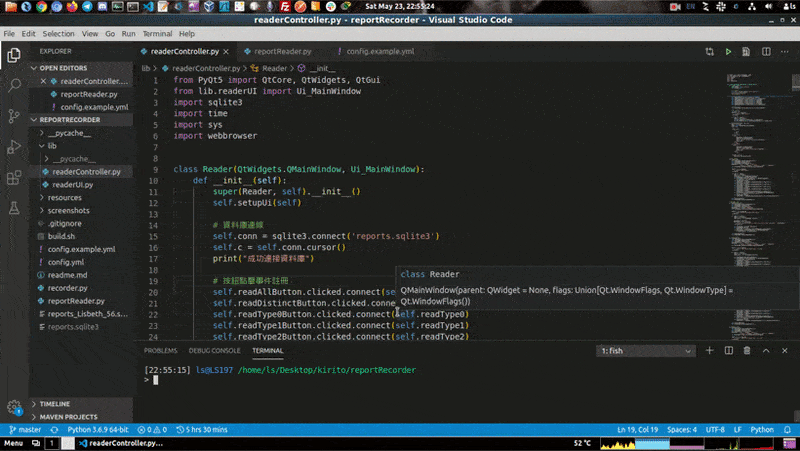 Sat May 23, 22:55:24
EN
ls
readerController.py - reportRecorder - Visual Studio Code
File Edit Selection View Go Run Terminal Help
EXPLORER
OPEN EDITORS
readerController....
reportReader.py
config.example.yml
REPORTRECORDER
__pycache__
lib
__pycache__
readerController.py
readerUI.py
resources
screenshots
.gitignore
build.sh
config.example.yml
config.yml
readme.md
recorder.py
reportReader.py
reports_Lisbeth_56.s...
reports.sqlite3
TIMELINE
MAVEN PROJECTS
readerController.py
reportReader.py
config.example.yml
lib > readerController.py > Reader > __init__
1 from PyQt5 import QtCore, QtWidgets, QtGui
2 from lib.readerUI import Ui_MainWindow
3 import sqlite3
4 import time
5 import sys
6 import webbrowser
7
8
9 class Reader(QtWidgets.QMainWindow, Ui_MainWindow):
10 def __init__(self):
11 super(Reader, self).__init__()
12 self.setupUi(self)
13
14 # 資料庫連線
15 self.conn = sqlite3.connect('reports.sqlite3')
16 self.c = self.conn.cursor()
17 print("成功連接資料庫")
18
19 # 按鈕點擊事件註冊
20 self.readAllButton.clicked.connect(se
21 self.readDistinctButton.clicked.conne
22 self.readType0Button.clicked.connect(self.readType0)
23 self.readType1Button.clicked.connect(self.readType1)
24 self.readType2Button.clicked.connect(self.readType2)
class Reader
QMainWindow(parent: QWidget = None, flags: Union[Qt.WindowFlags, Qt.WindowType] =
Qt.WindowFlags())
PROBLEMS DEBUG CONSOLE TERMINAL
1: fish
[22:55:15] ls@LS197 /home/ls/Desktop/kirito/reportRecorder
>
master Python 3.6.9 64-bit 0 0 5 hrs 30 mins
Ln 19, Col 19 Spaces: 4 UTF-8 LF Python
Menu 1 readerController.py... 52 °C